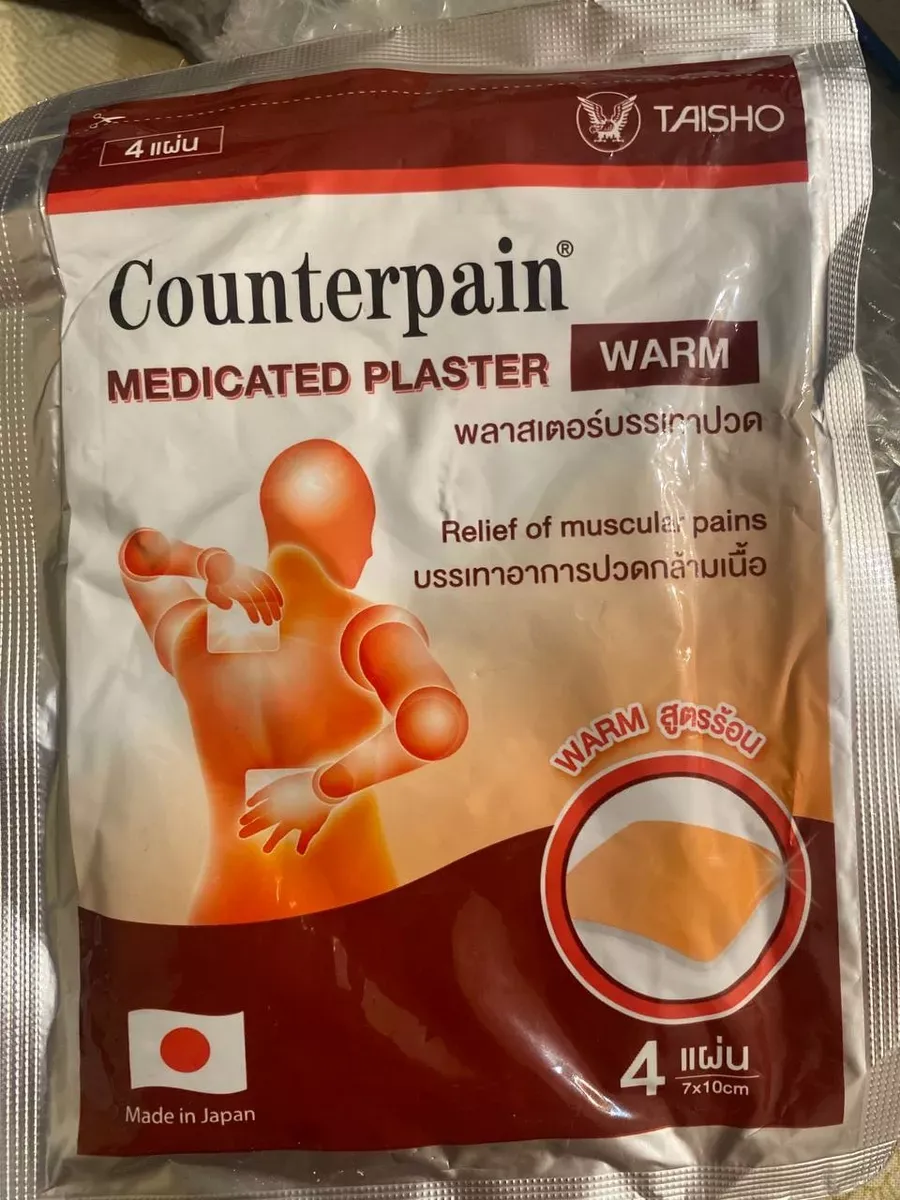 4 แผ่น
TAISHO
Counterpain®
MEDICATED PLASTER WARM
พลาสเตอร์บรรเทาปวด
Relief of muscular pains
บรรเทาอาการปวดกล้ามเนื้อ
WARM สูตรร้อน
4 แผ่น
7x10cm
Made in Japan